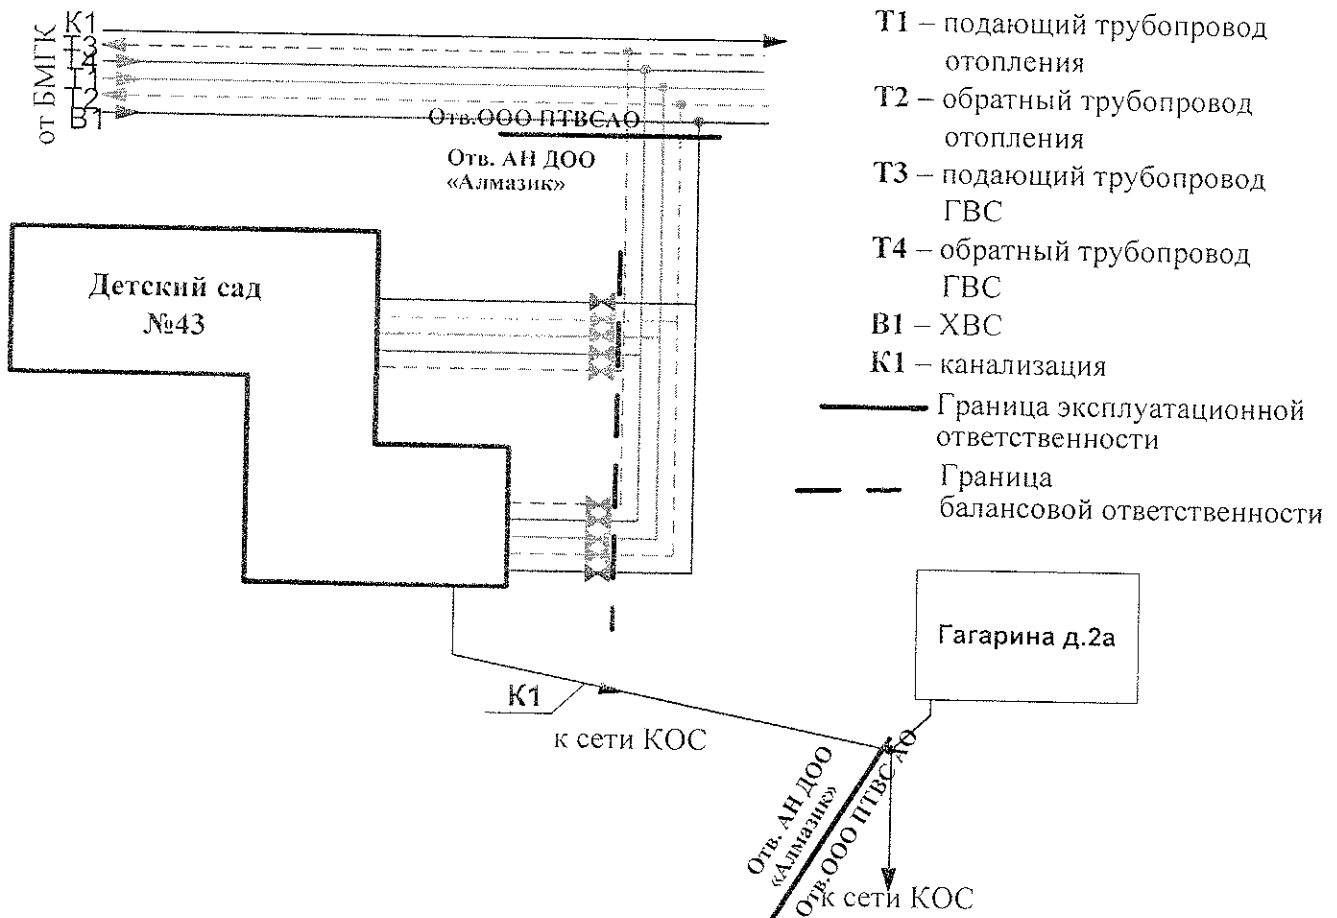 от БМГК
К1
Т3
Т4
Т1
Т2
В1
Отв.ООО ПТВСАО
Отв. АН ДОО
«Алмазик»
Детский сад
№43
К1
к сети КОС
Гагарина д.2а
Отв. АН ДОО
«Алмазик»
Отв.ООО ПТВС АО
к сети КОС
Т1 – подающий трубопровод
отопления
Т2 – обратный трубопровод
отопления
Т3 – подающий трубопровод
ГВС
Т4 – обратный трубопровод
ГВС
В1 – ХВС
К1 – канализация
Граница эксплуатационной
ответственности
Граница
балансовой ответственности